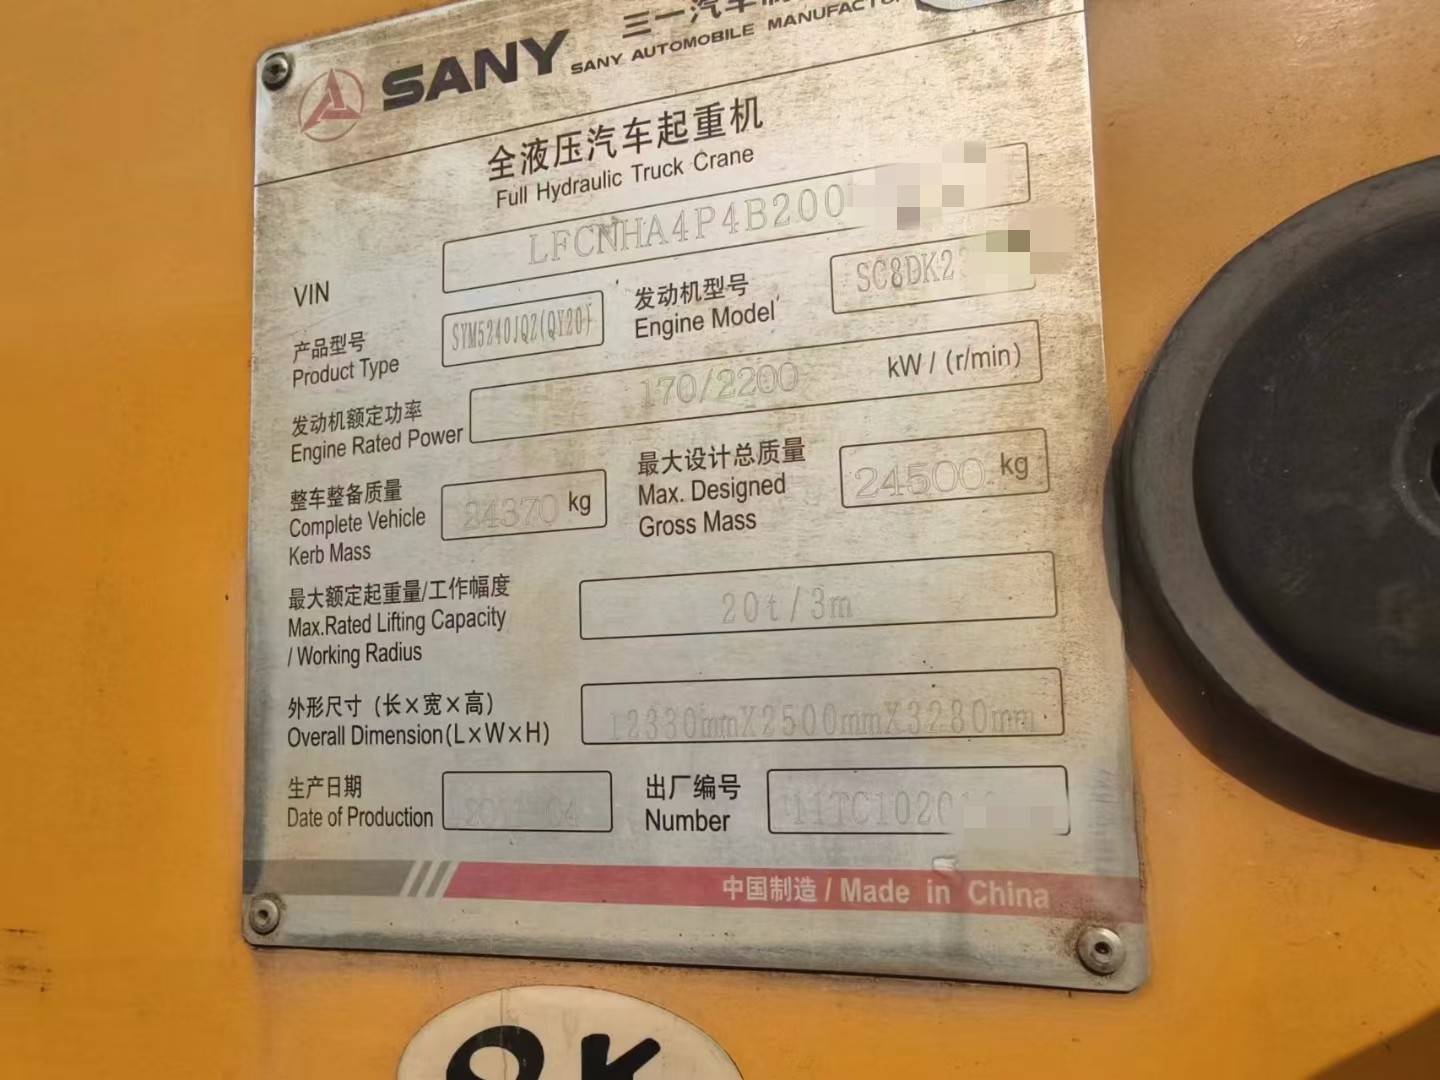 SANY
三一汽车
SANY AUTOMOBILE MANUFACTU
全液压汽车起重机
Full Hydraulic Truck Crane
VIN LFCNHA4P4B200
产品型号 SYM5240JQZ(QY20) 发动机型号 SC8DK2
Product Type Engine Model
发动机额定功率 170/2200 kW / (r/min)
Engine Rated Power
整车整备质量 24370 kg 最大设计总质量 24500 kg
Complete Vehicle Max. Designed
Kerb Mass Gross Mass
最大额定起重量/工作幅度
Max.Rated Lifting Capacity 20t/3m
/ Working Radius
外形尺寸 (长×宽×高)
Overall Dimension(L×W×H) 12330mmX2500mmX3280mm
生产日期 2011 04 出厂编号 11TC1020
Date of Production Number
中国制造 / Made in China
OK